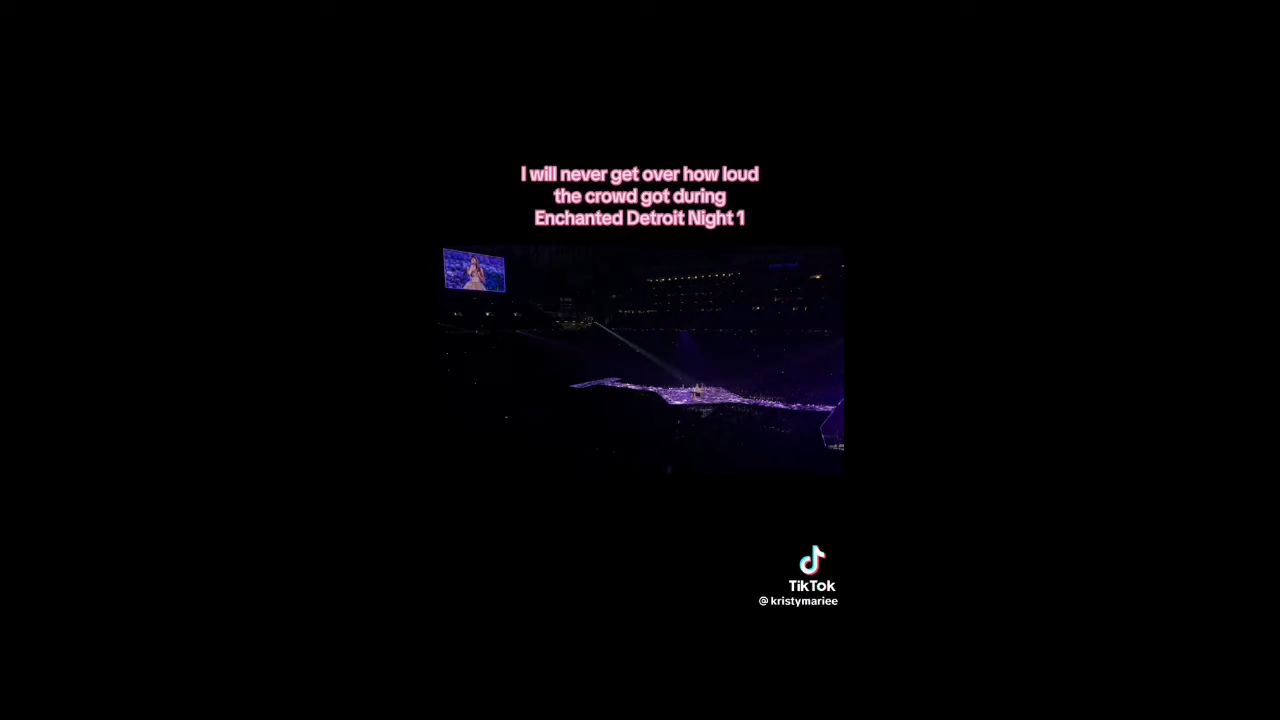 I will never get over how loud
the crowd got during
Enchanted Detroit Night 1
TikTok
@kristymariee